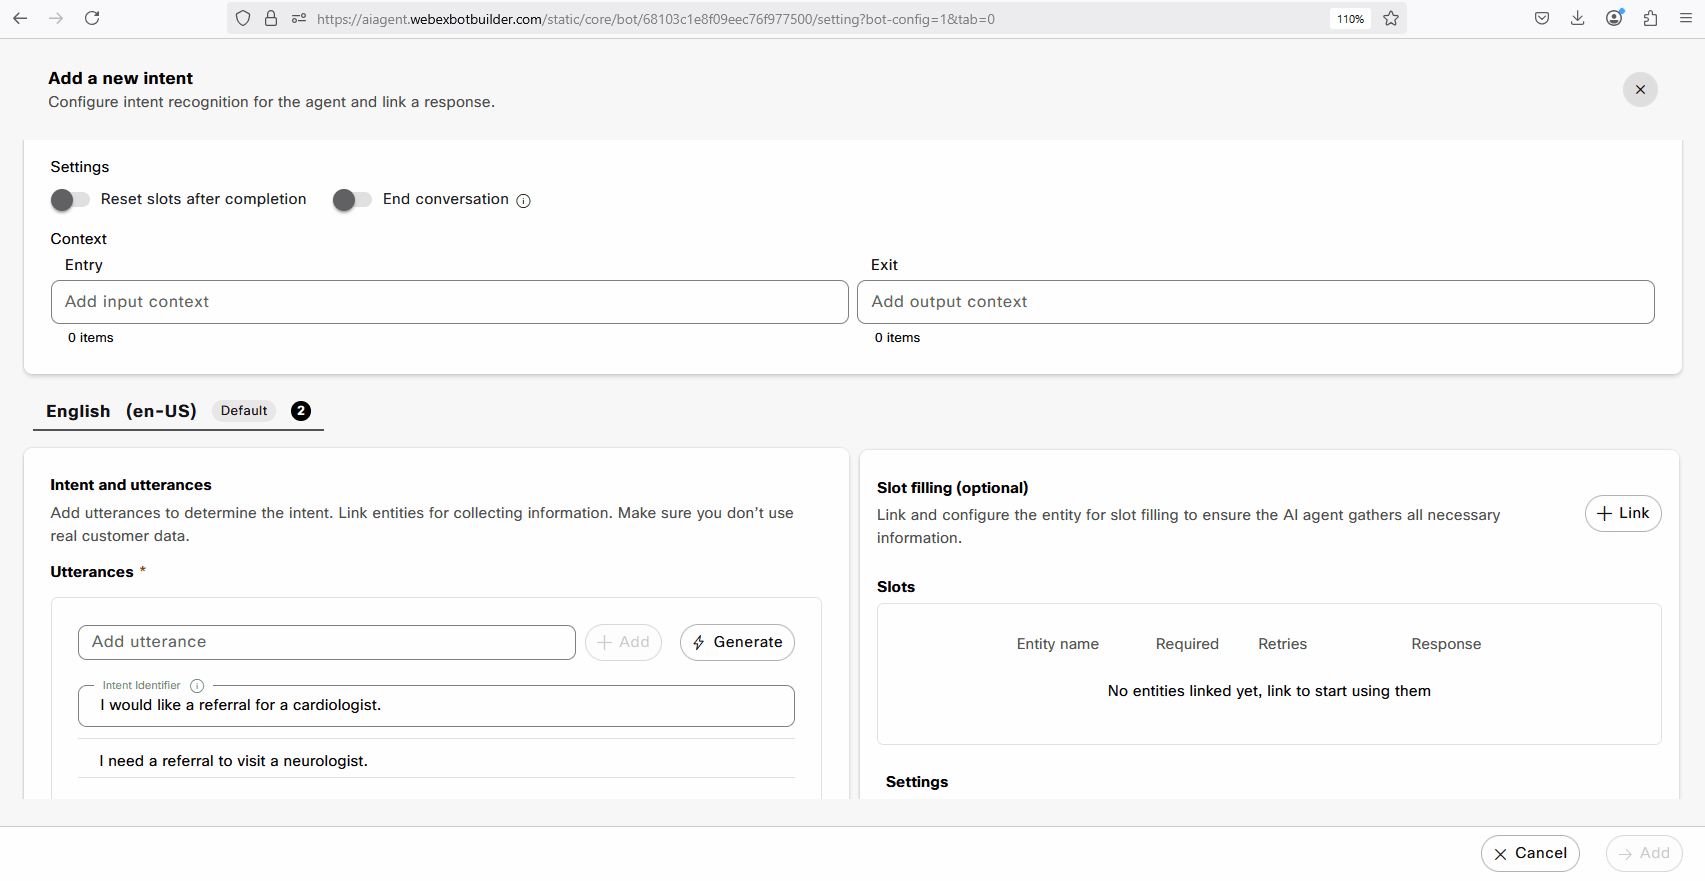 https://aiagent.webexbotbuilder.com/static/core/bot/68103c1e8f09eec76f977500/setting?bot-config=1&tab=0
110%
Add a new intent
Configure intent recognition for the agent and link a response.
Settings
Reset slots after completion
End conversation
Context
Entry
Exit
Add input context
Add output context
0 items
0 items
English (en-US) Default 2
Intent and utterances
Add utterances to determine the intent. Link entities for collecting information. Make sure you don't use
real customer data.
Utterances *
Add utterance
+ Add
Generate
Intent Identifier
I would like a referral for a cardiologist.
I need a referral to visit a neurologist.
Slot filling (optional)
Link and configure the entity for slot filling to ensure the AI agent gathers all necessary
information.
+ Link
Slots
Entity name Required Retries Response
No entities linked yet, link to start using them
Settings
Cancel
Add